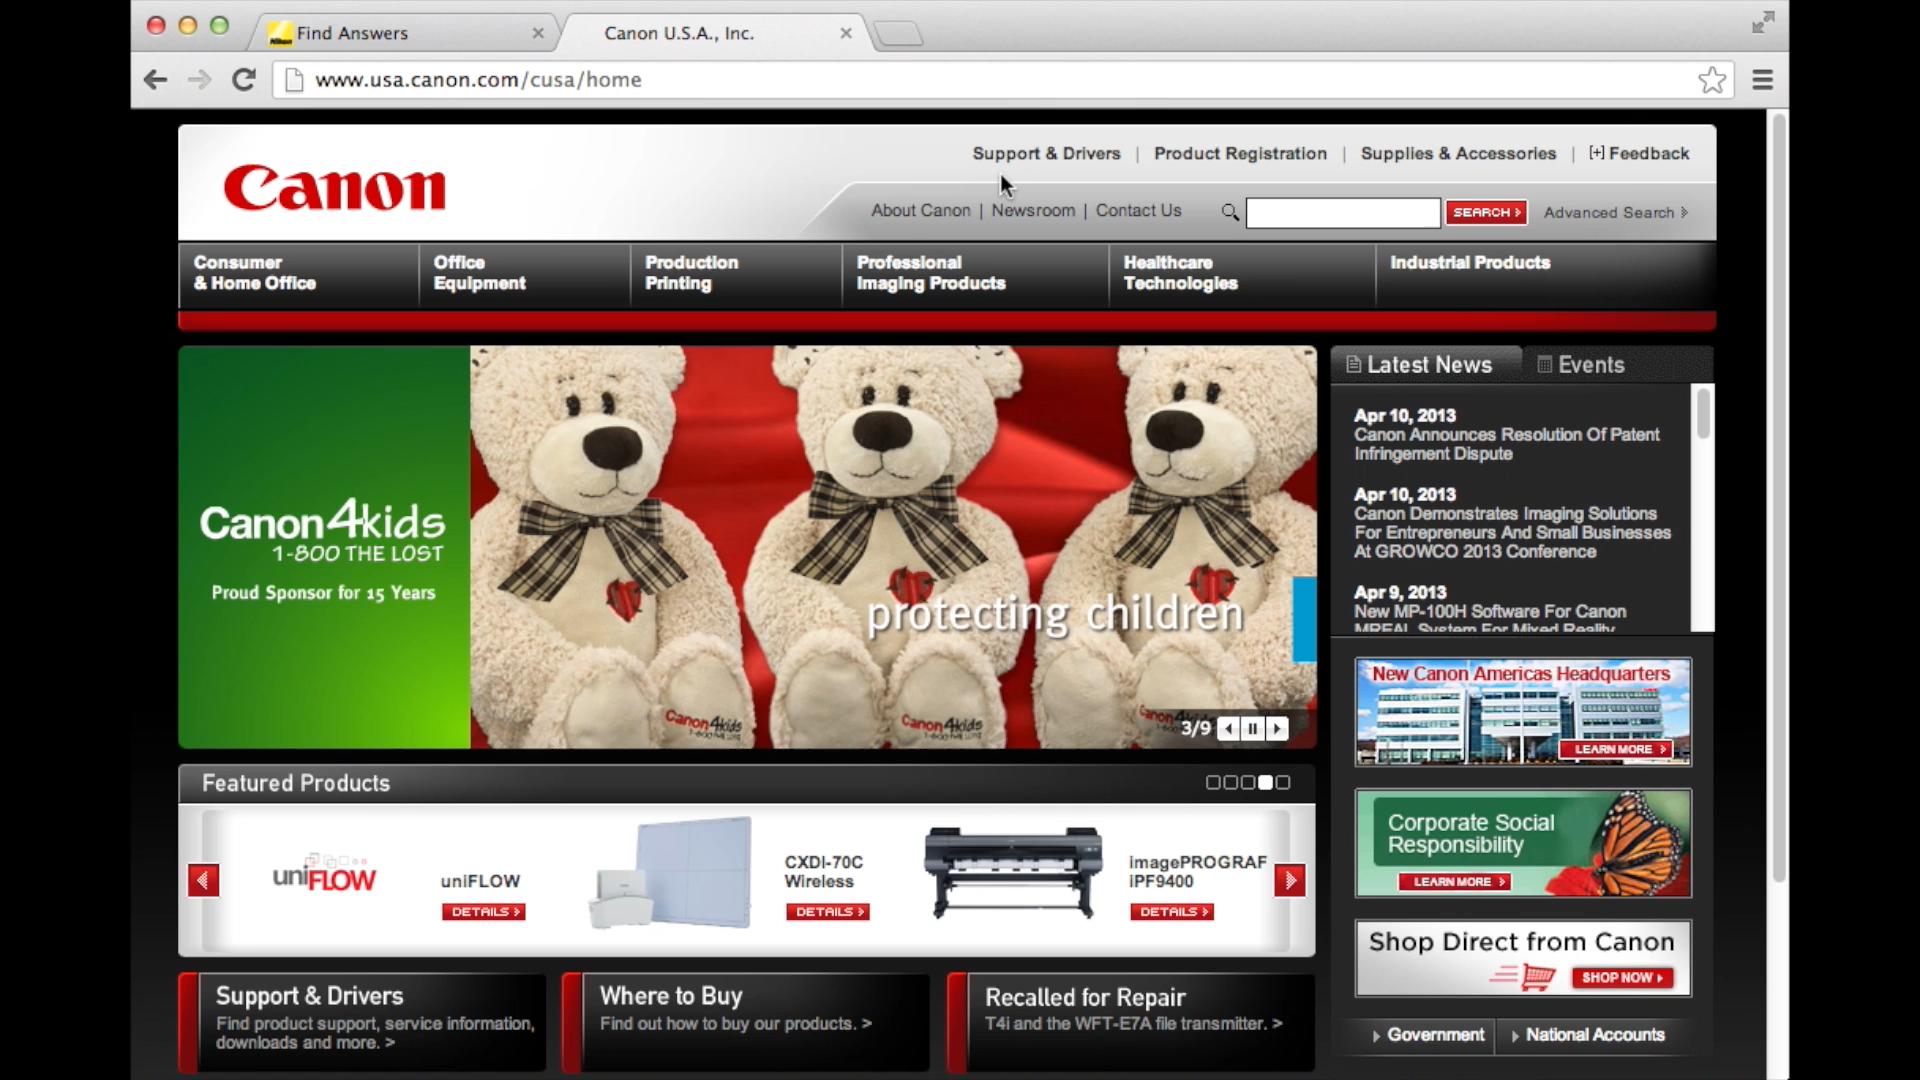 Find Answers
Canon U.S.A., Inc.
www.usa.canon.com/cusa/home
Support & Drivers | Product Registration | Supplies & Accessories | [+] Feedback
Canon
About Canon | Newsroom | Contact Us
SEARCH
Advanced Search
Consumer & Home Office
Office Equipment
Production Printing
Professional Imaging Products
Healthcare Technologies
Industrial Products
Canon4kids
1-800 THE LOST
Proud Sponsor for 15 Years
protecting children
Canon4kids
Canon4kids
3/9
Latest News
Events
Apr 10, 2013
Canon Announces Resolution Of Patent
Infringement Dispute
Apr 10, 2013
Canon Demonstrates Imaging Solutions
For Entrepreneurs And Small Businesses
At GROWCO 2013 Conference
Apr 9, 2013
New MP-100H Software For Canon
MREAL System For Mixed Reality
New Canon Americas Headquarters
LEARN MORE
Corporate Social
Responsibility
LEARN MORE
Shop Direct from Canon
SHOP NOW
Government
National Accounts
Featured Products
uniFLOW
uniFLOW
DETAILS
CXDI-70C
Wireless
DETAILS
imagePROGRAF
iPF9400
DETAILS
Support & Drivers
Find product support, service information,
downloads and more. >
Where to Buy
Find out how to buy our products. >
Recalled for Repair
T4i and the WFT-E7A file transmitter. >